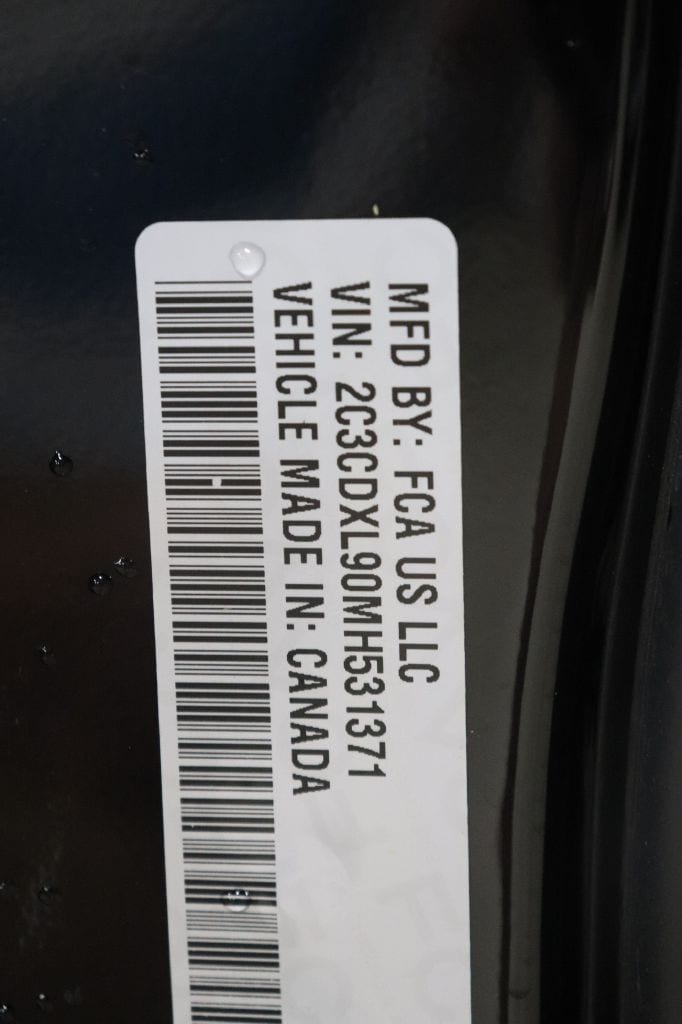 MFD BY: FCA US LLC
VIN: 2C3CDXL90MH531371
VEHICLE MADE IN: CANADA